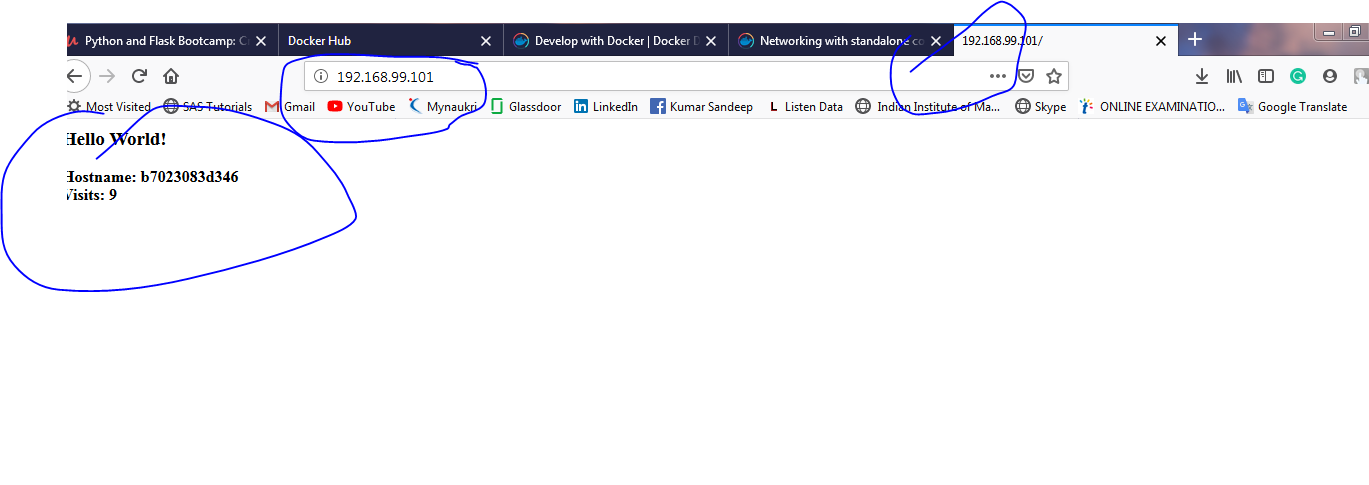 Python and Flask Bootcamp: Cr
Docker Hub
Develop with Docker | Docker D
Networking with standalone co
192.168.99.101/
192.168.99.101
Most Visited
SAS Tutorials
Gmail
YouTube
Mynaukri
Glassdoor
LinkedIn
Kumar Sandeep
L Listen Data
Indian Institute of Ma...
Skype
ONLINE EXAMINATIO...
Google Translate
Hello World!
Hostname: b7023083d346
Visits: 9